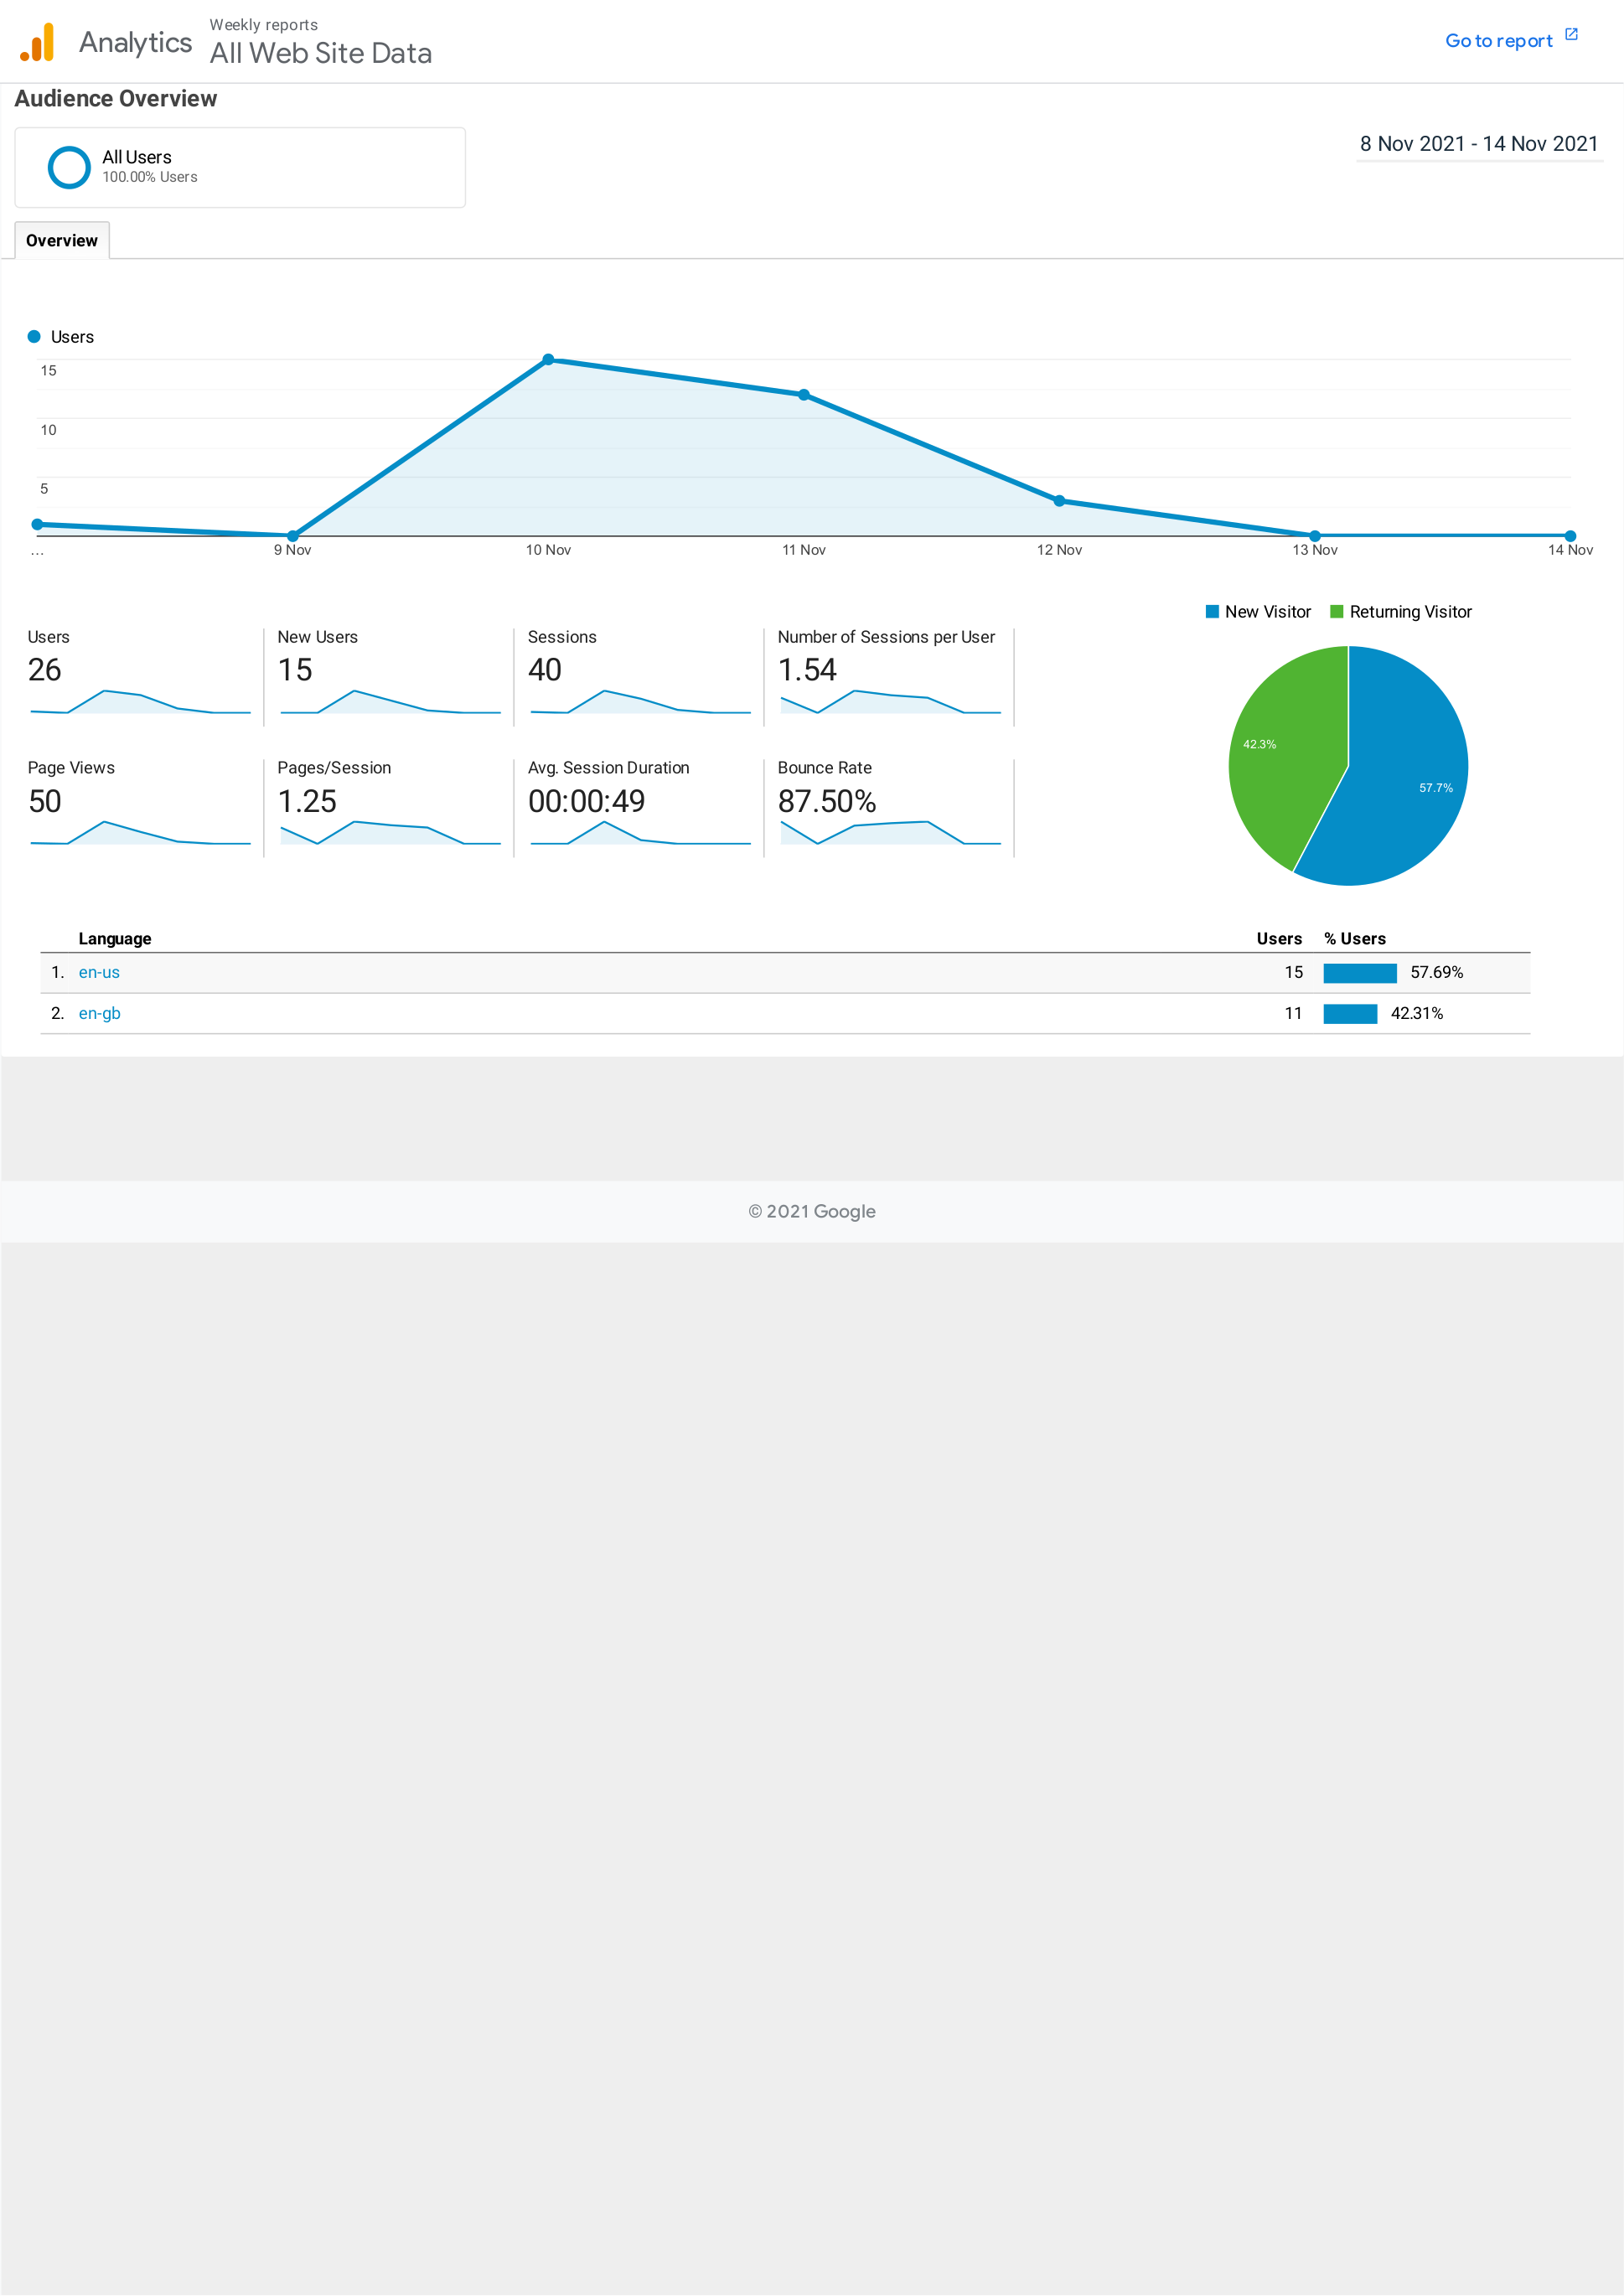 Analytics
Weekly reports
All Web Site Data
Go to report
Audience Overview
All Users
100.00% Users
8 Nov 2021 - 14 Nov 2021
Overview
Users
15
10
5
...
9 Nov
10 Nov
11 Nov
12 Nov
13 Nov
14 Nov
Users
26
New Users
15
Sessions
40
Number of Sessions per User
1.54
Page Views
50
Pages/Session
1.25
Avg. Session Duration
00:00:49
Bounce Rate
87.50%
New Visitor
Returning Visitor
42.3%
57.7%
Language Users % Users
1. en-us 15 57.69%
2. en-gb 11 42.31%
© 2021 Google